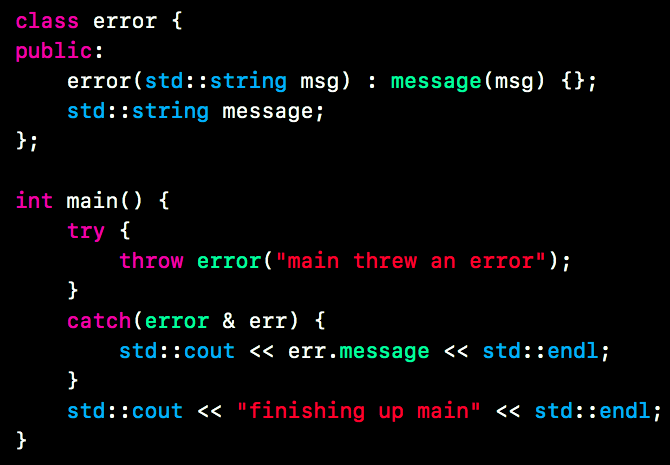 class error {
public:
    error(std::string msg) : message(msg) {};
    std::string message;
};

int main() {
    try {
        throw error("main threw an error");
    }
    catch(error & err) {
        std::cout << err.message << std::endl;
    }
    std::cout << "finishing up main" << std::endl;
}